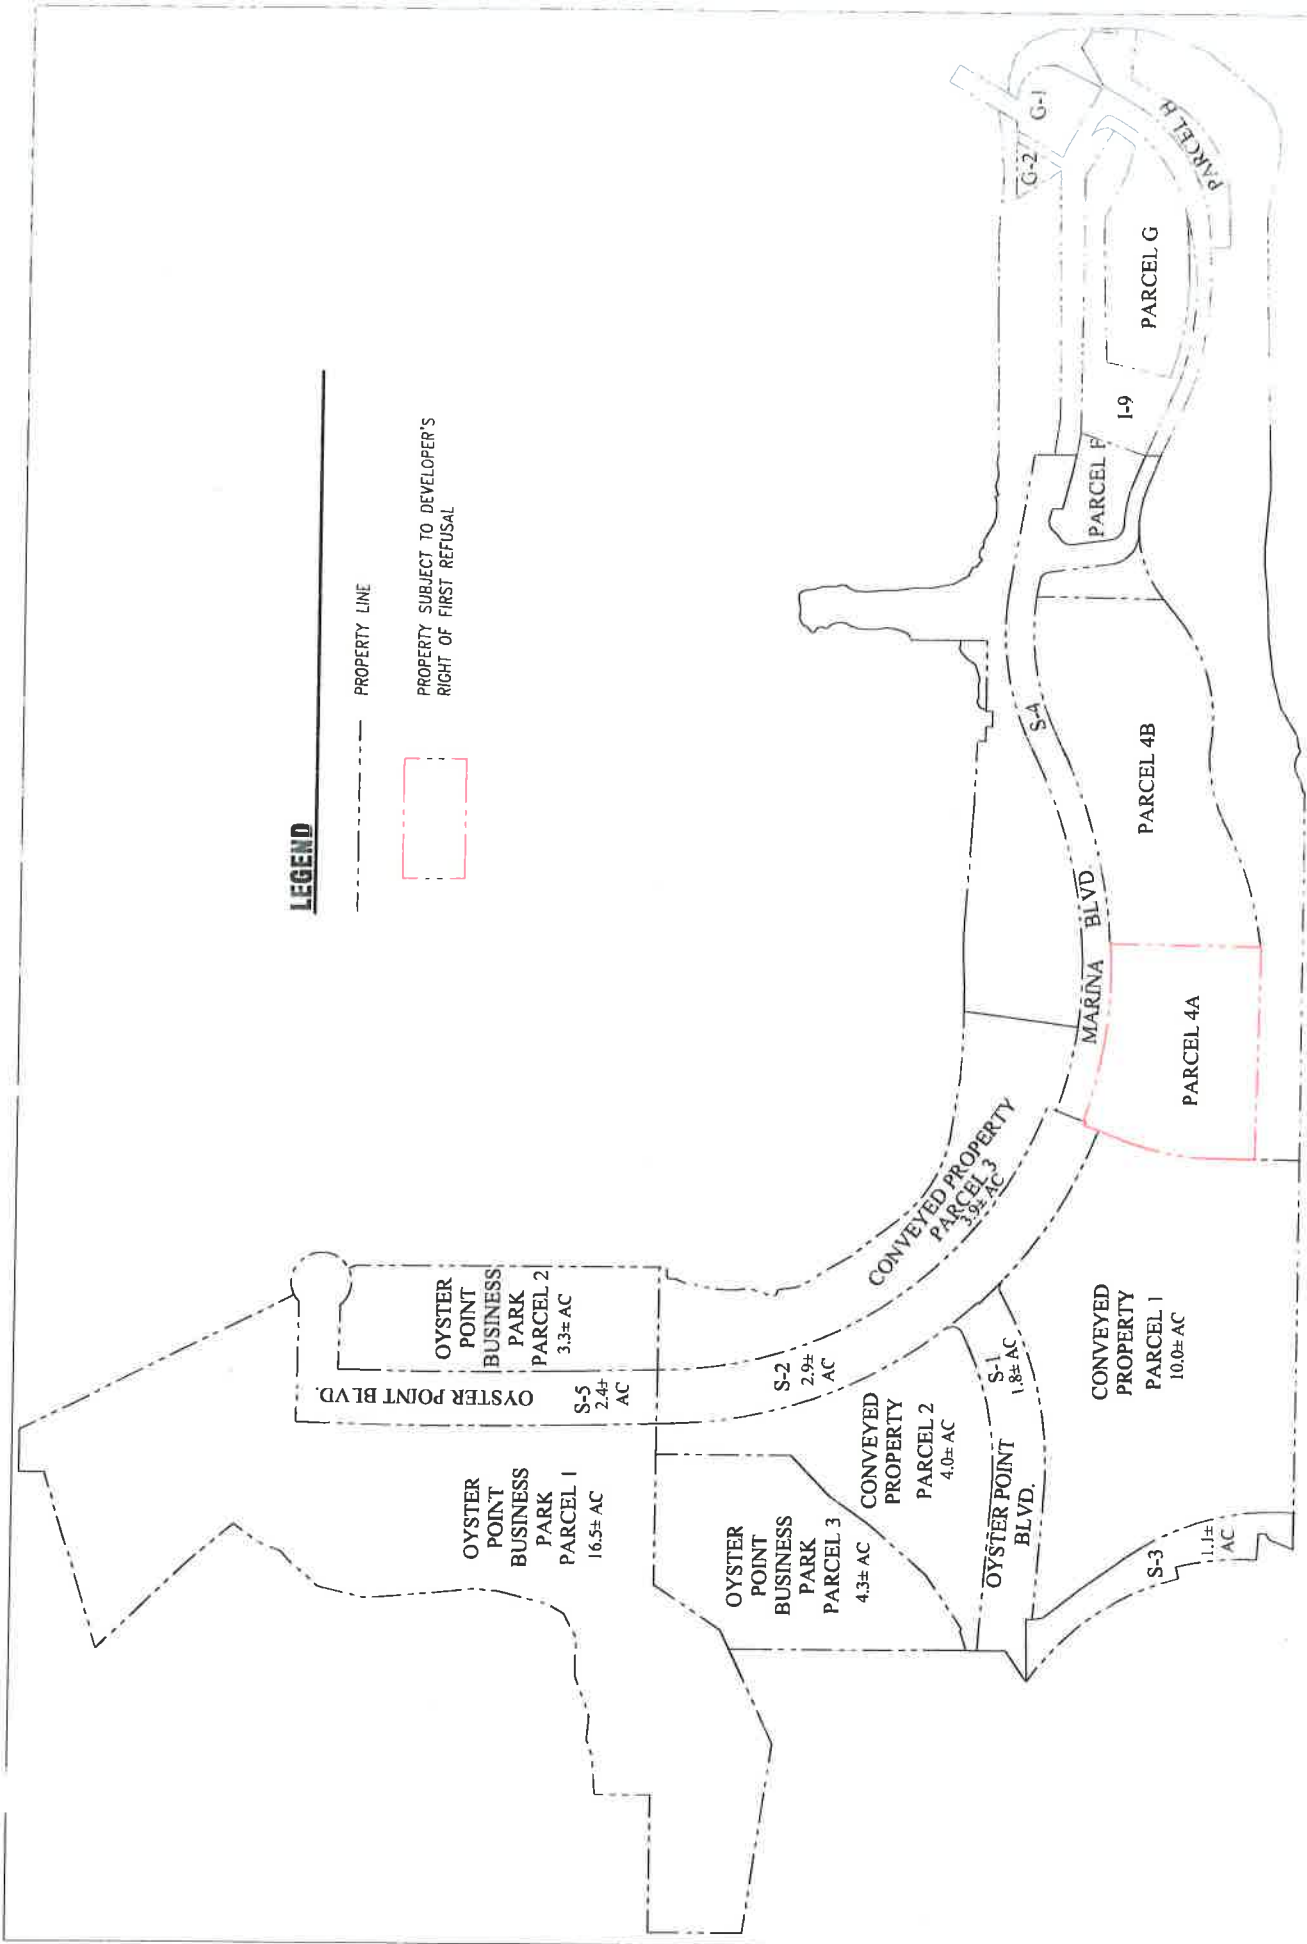 LEGEND
PROPERTY LINE
PROPERTY SUBJECT TO DEVELOPER'S
RIGHT OF FIRST REFUSAL
OYSTER
POINT
BUSINESS
PARK
PARCEL 1
16.5± AC
OYSTER
POINT
BUSINESS
PARK
PARCEL 2
3.3± AC
OYSTER POINT BLVD.
S-5
2.4±
AC
OYSTER
POINT
BUSINESS
PARK
PARCEL 3
4.3± AC
S-2
2.9±
AC
CONVEYED
PROPERTY
PARCEL 2
4.0± AC
CONVEYED PROPERTY
PARCEL 3
3.9± AC
S-1
1.8± AC
OYSTER POINT
BLVD.
CONVEYED
PROPERTY
PARCEL 1
10.0± AC
S-3
1.1±
AC
MARINA BLVD.
S-4
PARCEL 4A
PARCEL 4B
PARCEL F
I-9
PARCEL G
PARCEL H
G-2
G-1